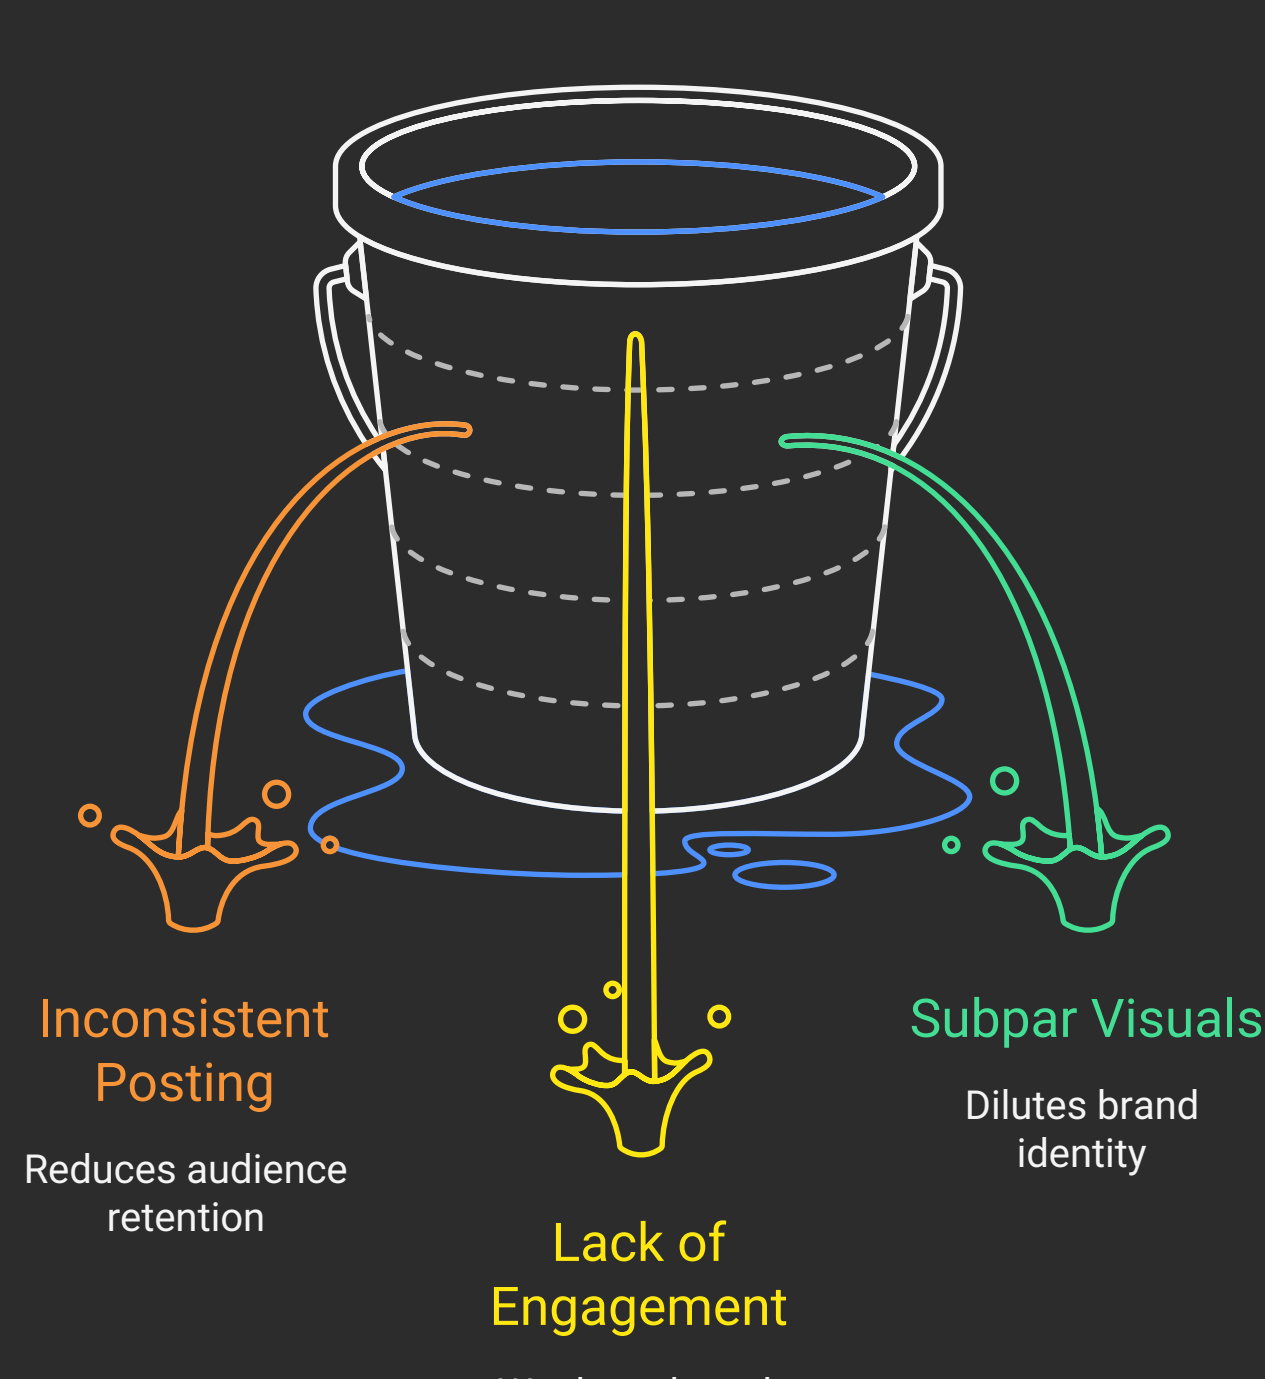 Inconsistent
Posting
Reduces audience
retention
Lack of
Engagement
Subpar Visuals
Dilutes brand
identity